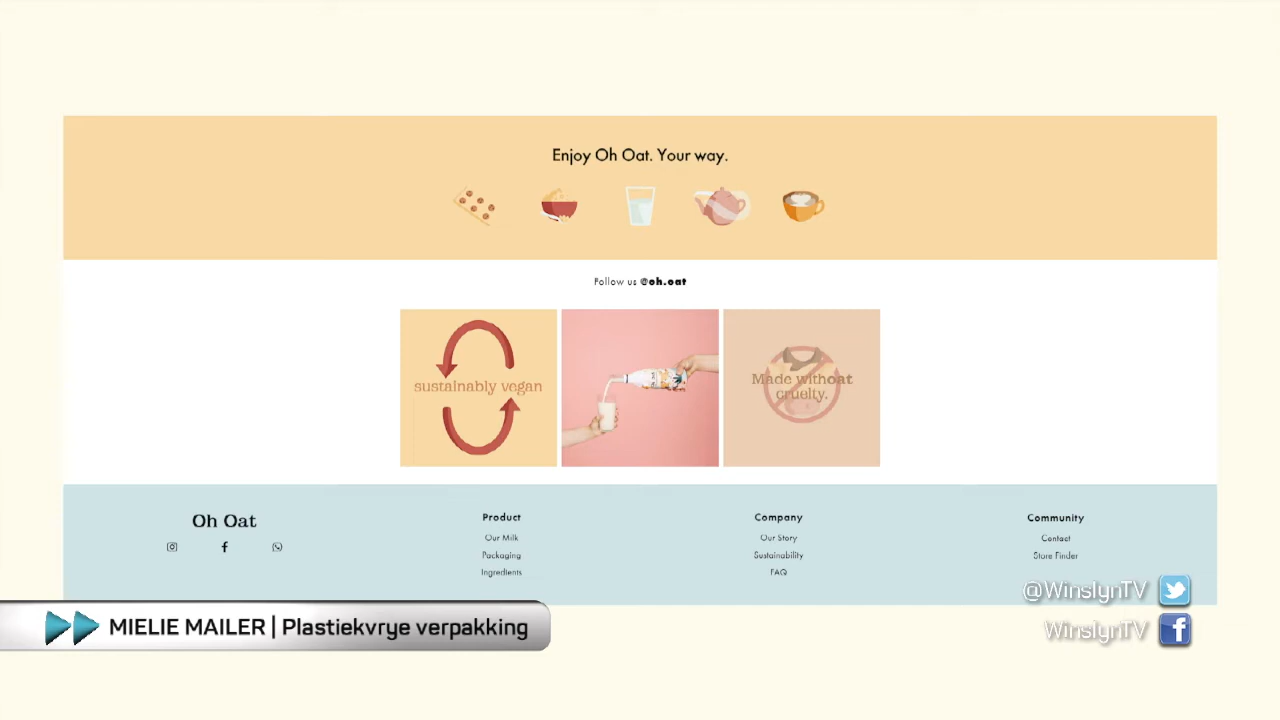 Enjoy Oh Oat. Your way.
Follow us @oh.oat
sustainably vegan
Made without
cruelty.
Oh Oat
Product
Our Milk
Packaging
Ingredients
Company
Our Story
Sustainability
FAQ
Community
Contact
Store Finder
@WinslynTV
WinslynTV
MIELIE MAILER | Plastiekvrye verpakking